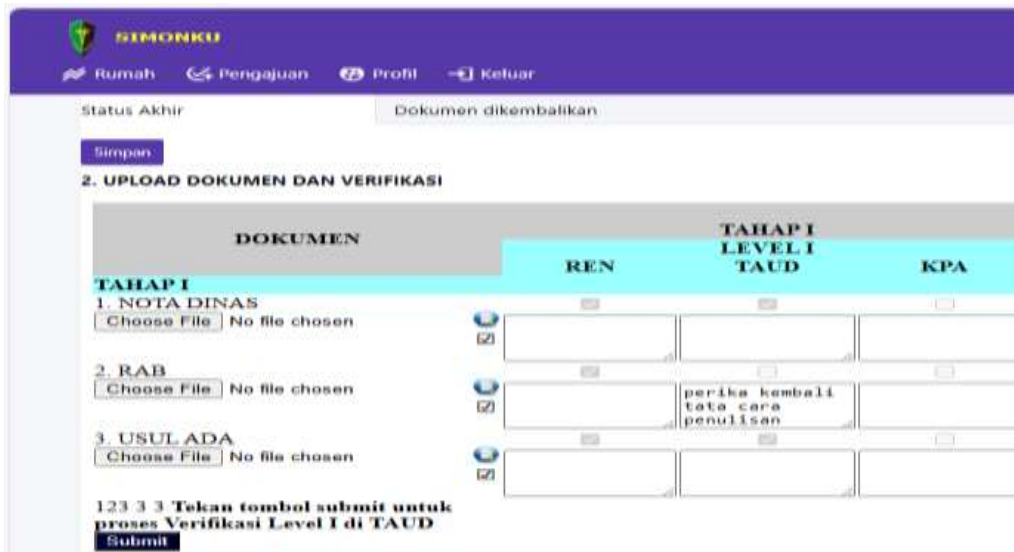 SIMONKU
Rumah Pengajuan Profil Keluar
Status Akhir Dokumen dikembalikan
Simpan
2. UPLOAD DOKUMEN DAN VERIFIKASI
DOKUMEN TAHAP I
LEVEL I
REN TAUD KPA
TAHAP I
1. NOTA DINAS
Choose File No file chosen
2. RAB
Choose File No file chosen
perika kembali
tata cara
penulisan
3. USUL ADA
Choose File No file chosen
123 3 3 Tekan tombol submit untuk
proses Verifikasi Level I di TAUD
Submit